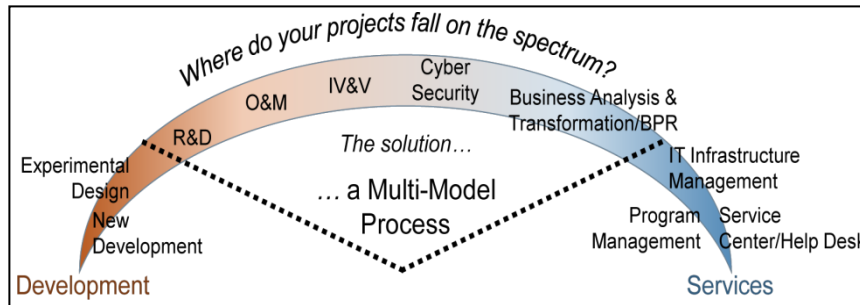 Where do your projects fall on the spectrum?
Cyber
Security
IV&V
O&M
Business Analysis &
Transformation/BPR
R&D
The solution…
Experimental
Design
IT Infrastructure
Management
… a Multi-Model
Process
New
Development
Program
Management
Service
Center/Help Desk
Development
Services